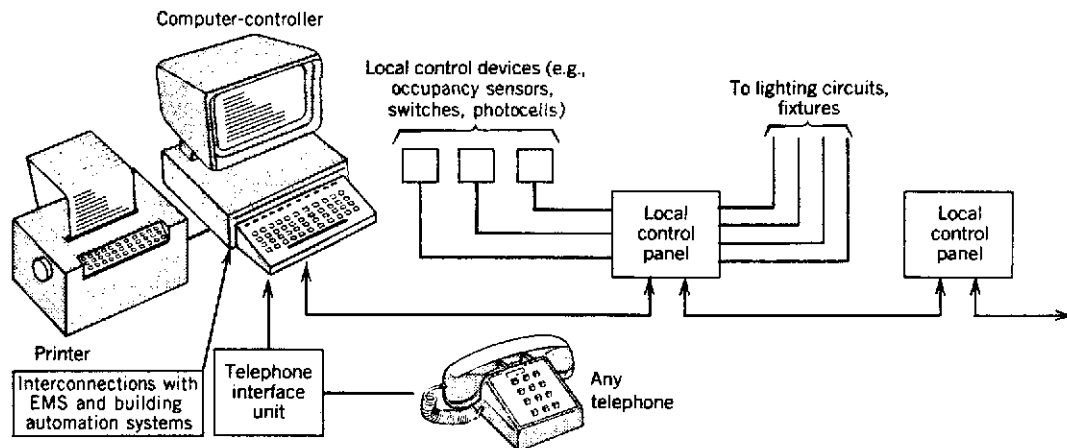 Computer-controller
Local control devices (e.g.,
occupancy sensors,
switches, photocells)
To lighting circuits,
fixtures
Local
control
panel
Local
control
panel
Printer
Interconnections with
EMS and building
automation systems
Telephone
interface
unit
Any
telephone